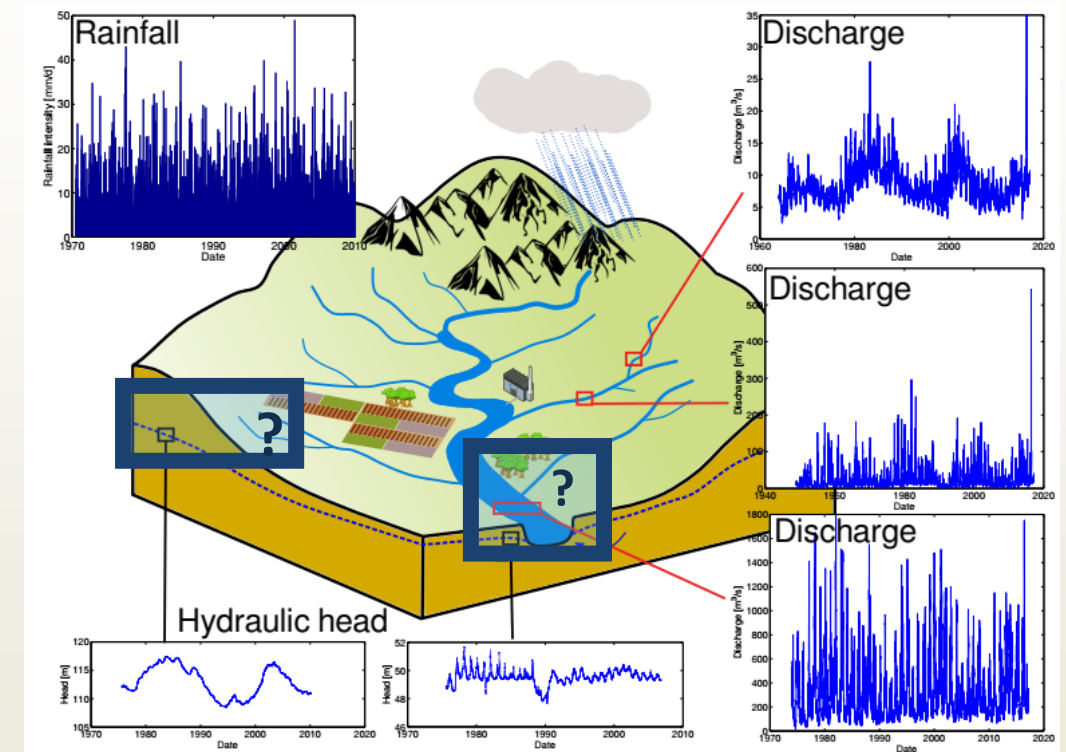 Rainfall
Rainfall intensity [mm/d]
50
40
30
20
10
0
1970 1980 1990 2000 2010
Date
Discharge
Discharge [m³/s]
35
30
25
20
15
10
5
0
1960 1980 2000 2020
Date
Discharge
Discharge [m³/s]
600
500
400
300
200
100
0
1940 1960 1980 2000 2020
Date
?
?
Discharge
Discharge [m³/s]
1800
1600
1400
1200
1000
800
600
400
200
0
1970 1980 1990 2000 2010 2020
Date
Hydraulic head
Head [m]
120
115
110
105
1970 1980 1990 2000 2010 2020
Date
Head [m]
52
50
48
46
1970 1980 1990 2000 2010
Date